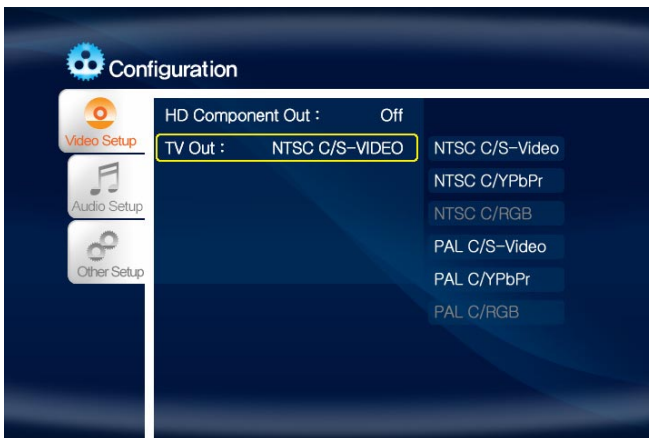 Configuration
Video Setup
Audio Setup
Other Setup
HD Component Out : Off
TV Out : NTSC C/S-VIDEO
NTSC C/S-Video
NTSC C/YPbPr
NTSC C/RGB
PAL C/S-Video
PAL C/YPbPr
PAL C/RGB